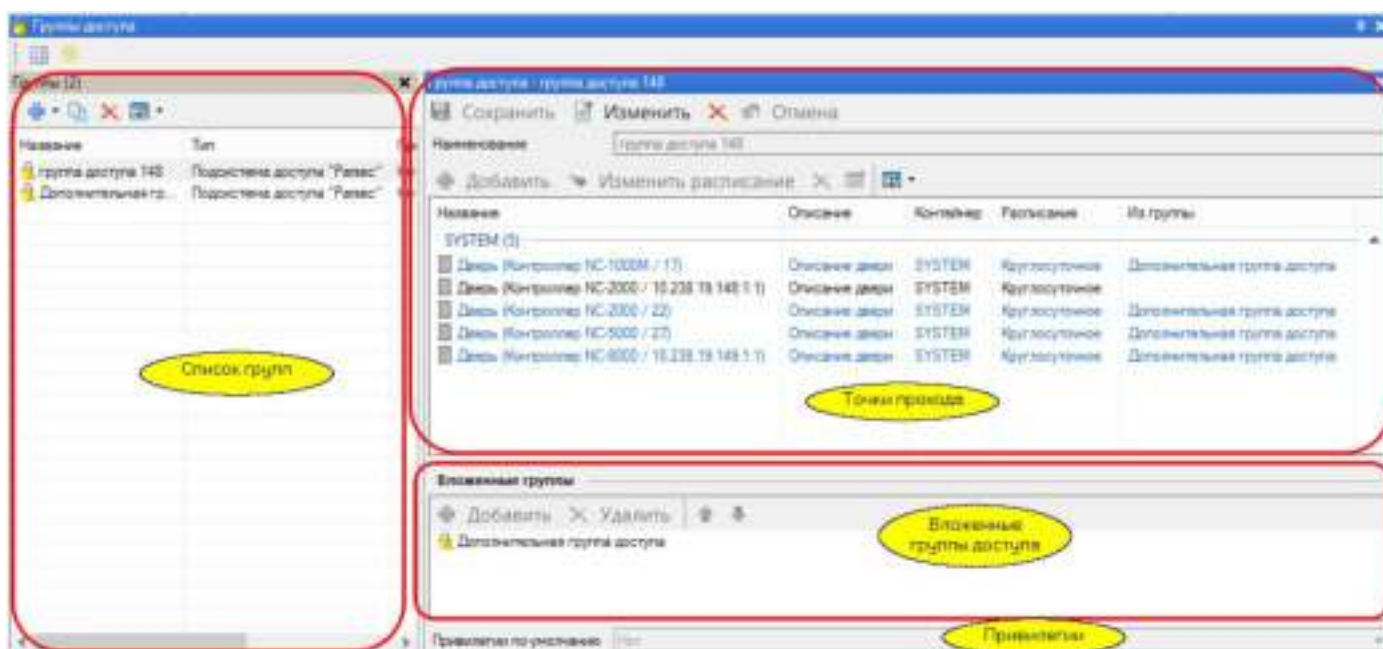 Группы доступа
Группы (2)
Название Тип
группа доступа 148 Подсистема доступа "Parsec"
Дополнительная гр... Подсистема доступа "Parsec"
Список групп
Группа доступа - группа доступа 148
Сохранить Изменить Отмена
Наименование группа доступа 148
Добавить Изменить расписание
Название Описание Контейнер Расписание Из группы
SYSTEM (5)
Дверь (Контроллер NC-1000M / 17) Описание двери SYSTEM Круглосуточное Дополнительная группа доступа
Дверь (Контроллер NC-2000 / 10.238.19.148:1.1) Описание двери SYSTEM Круглосуточное
Дверь (Контроллер NC-2000 / 22) Описание двери SYSTEM Круглосуточное Дополнительная группа доступа
Дверь (Контроллер NC-5000 / 27) Описание двери SYSTEM Круглосуточное Дополнительная группа доступа
Дверь (Контроллер NC-8000 / 10.238.19.149:1.1) Описание двери SYSTEM Круглосуточное Дополнительная группа доступа
Точки прохода
Вложенные группы
Добавить Удалить
Дополнительная группа доступа
Вложенные
группы доступа
Привилегии по умолчанию Нет
Привилегии